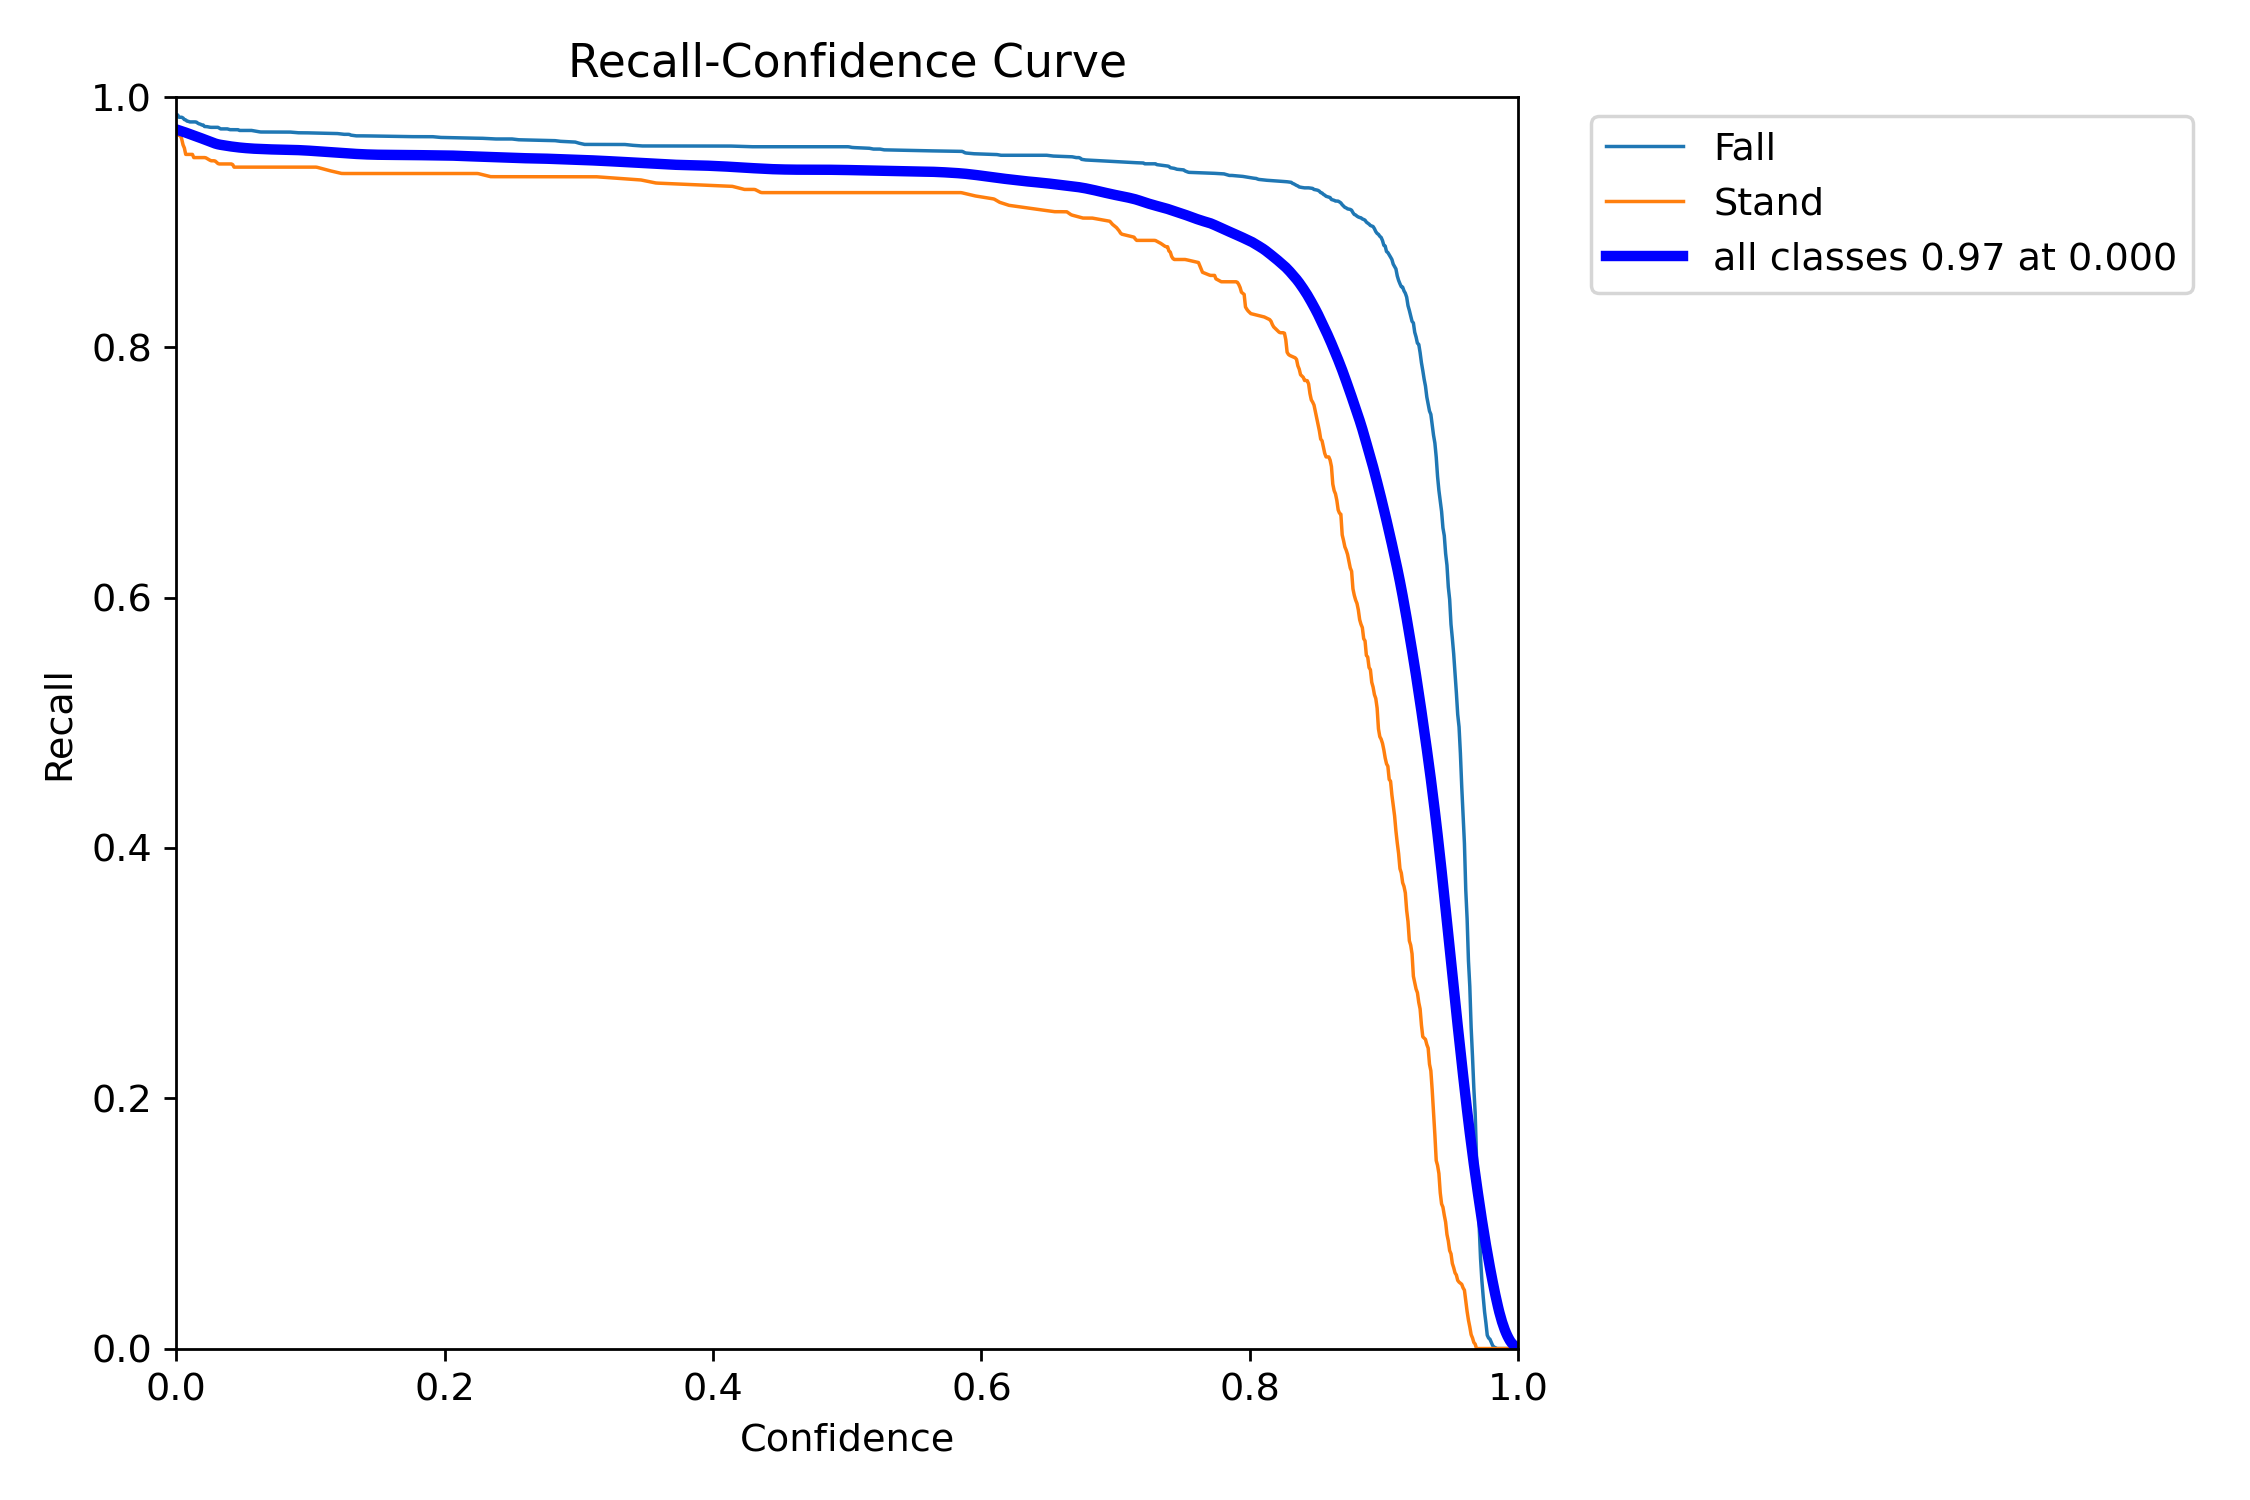 Recall-Confidence Curve
Fall
Stand
all classes 0.97 at 0.000
Recall
1.0
0.8
0.6
0.4
0.2
0.0
0.0 0.2 0.4 0.6 0.8 1.0
Confidence